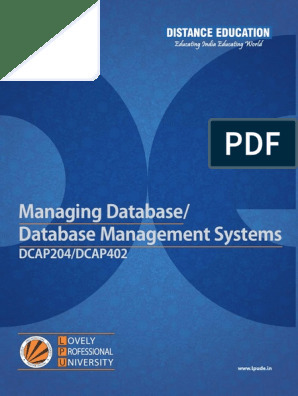 DISTANCE EDUCATION
Educating India Educating World
PDF
Managing Database/
Database Management Systems
DCAP204/DCAP402
LOVELY
PROFESSIONAL
UNIVERSITY
www.lpude.in